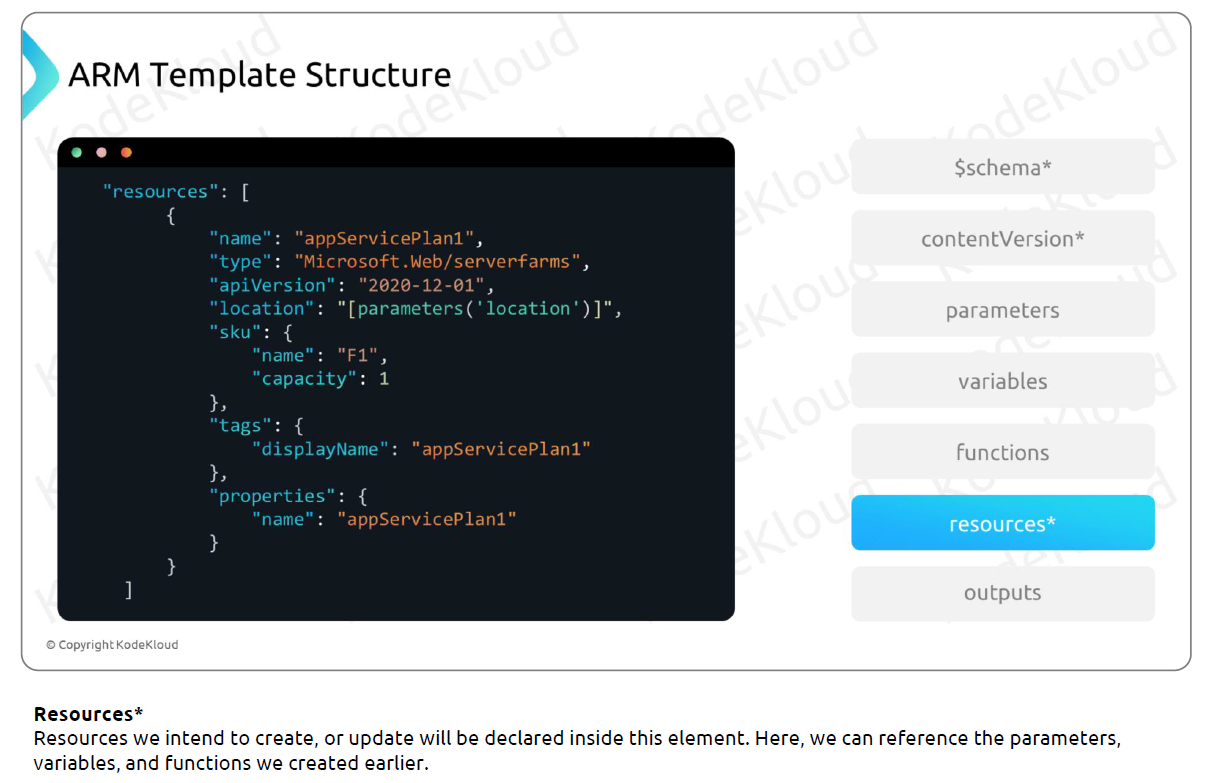 ARM Template Structure
"resources": [
{
"name": "appServicePlan1",
"type": "Microsoft.Web/serverfarms",
"apiVersion": "2020-12-01",
"location": "[parameters('location')]",
"sku": {
"name": "F1",
"capacity": 1
},
"tags": {
"displayName": "appServicePlan1"
},
"properties": {
"name": "appServicePlan1"
}
}
]
$schema*
contentVersion*
parameters
variables
functions
resources*
outputs
© Copyright KodeKloud
Resources*
Resources we intend to create, or update will be declared inside this element. Here, we can reference the parameters,
variables, and functions we created earlier.
KodeKloud